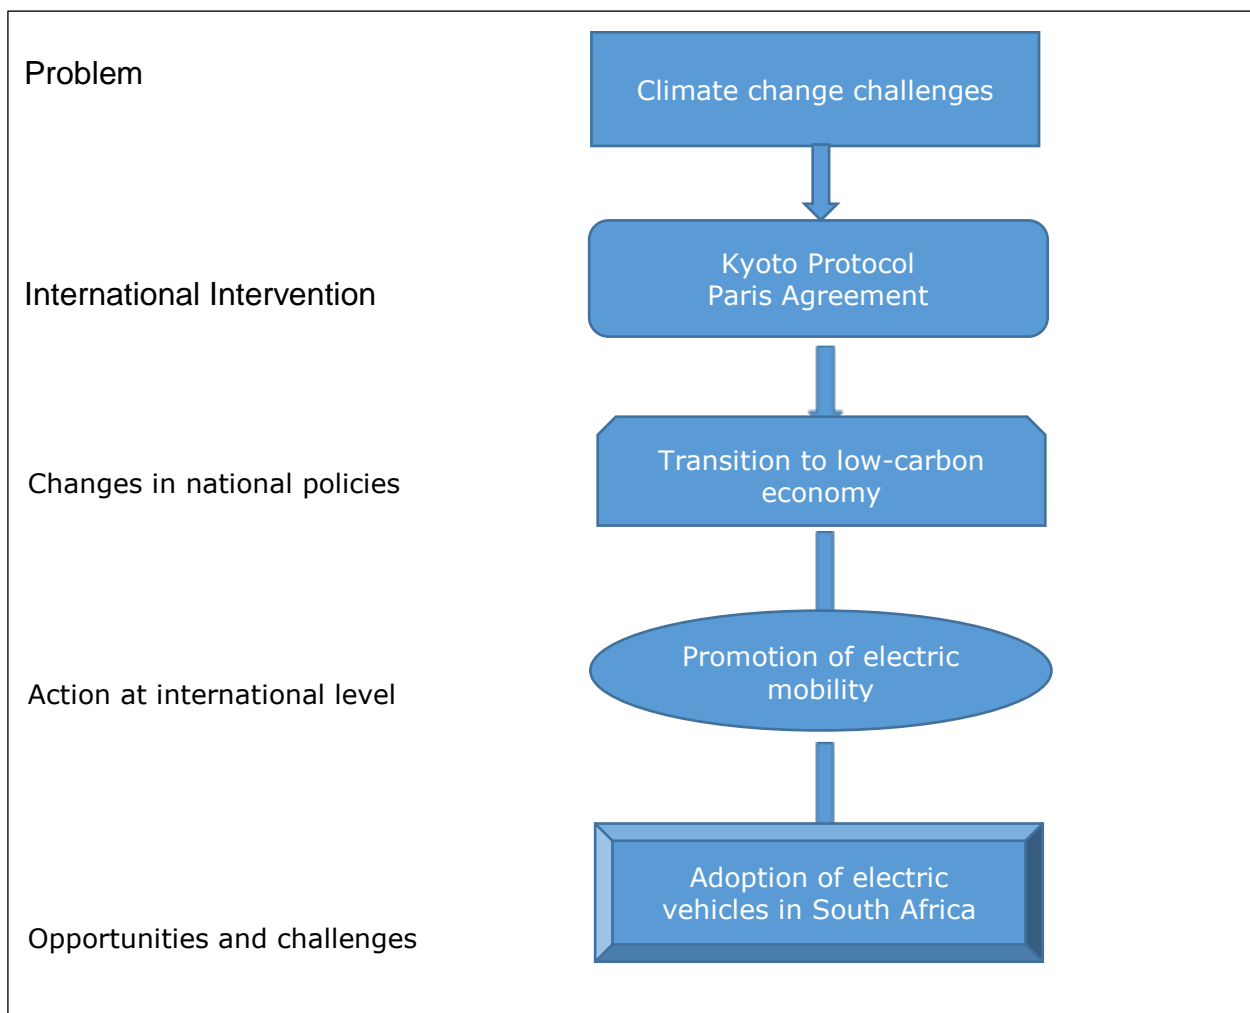 Problem
Climate change challenges
International Intervention
Kyoto Protocol
Paris Agreement
Changes in national policies
Transition to low-carbon
economy
Action at international level
Promotion of electric
mobility
Opportunities and challenges
Adoption of electric
vehicles in South Africa